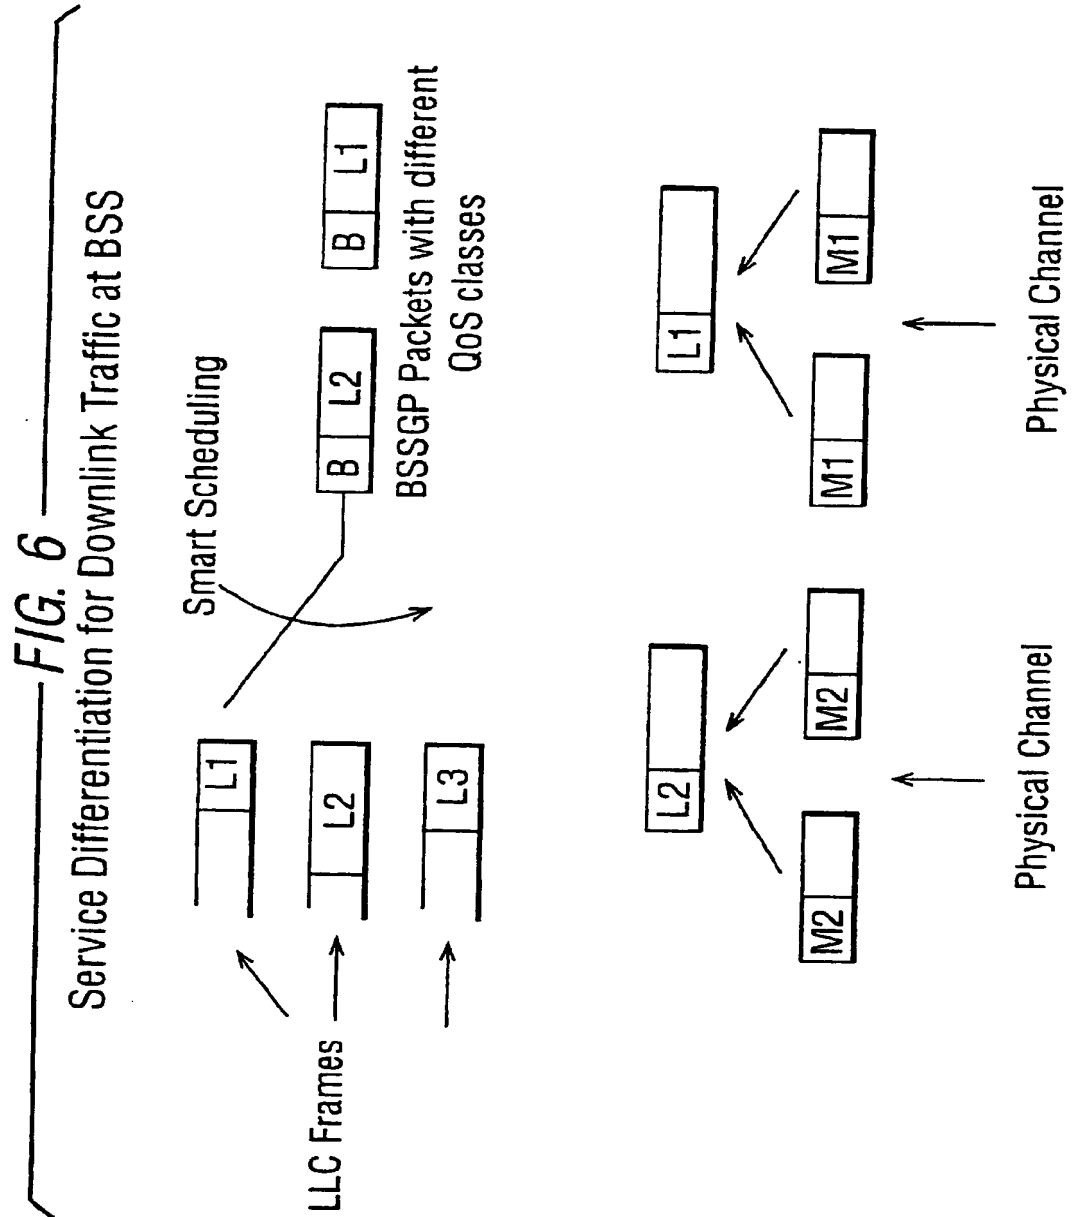 FIG. 6
Service Differentiation for Downlink Traffic at BSS
Smart Scheduling
LLC Frames
L1
L2
L3
B L2
B L1
BSSGP Packets with different
QoS classes
L2
M2
M2
Physical Channel
L1
M1
M1
Physical Channel